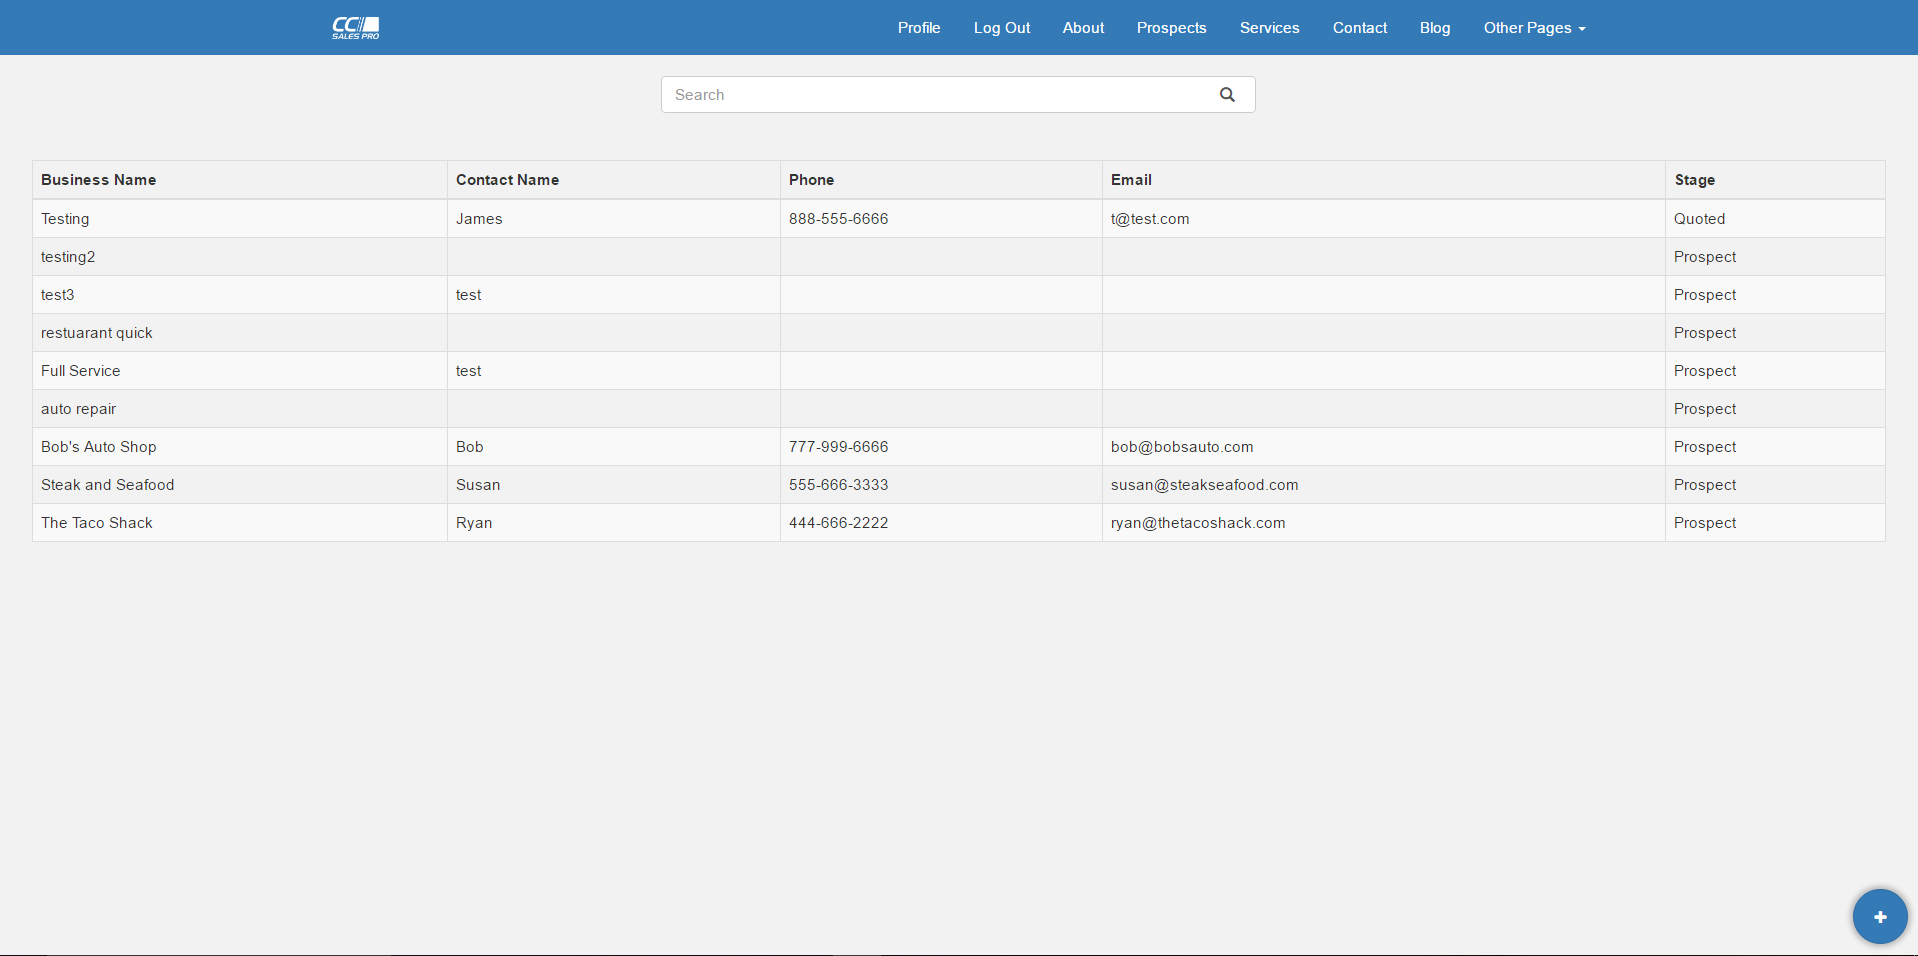 CC SALES PRO
Profile Log Out About Prospects Services Contact Blog Other Pages
Search
Business Name Contact Name Phone Email Stage
Testing James 888-555-6666 t@test.com Quoted
testing2 Prospect
test3 test Prospect
restuarant quick Prospect
Full Service test Prospect
auto repair Prospect
Bob's Auto Shop Bob 777-999-6666 bob@bobsauto.com Prospect
Steak and Seafood Susan 555-666-3333 susan@steakseafood.com Prospect
The Taco Shack Ryan 444-666-2222 ryan@thetacoshack.com Prospect